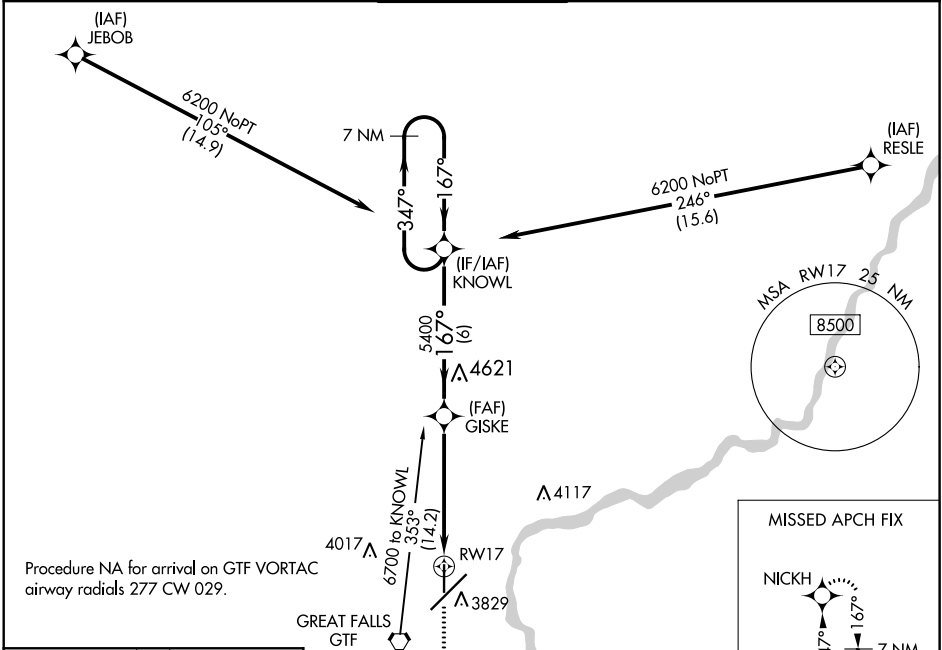 (IAF)
JEBOB
6200 NoPT
105°
(14.9)
7 NM
347°
167°
(IAF)
RESLE
6200 NoPT
246°
(15.6)
(IF/IAF)
KNOWL
MSA RW17 25 NM
8500
5400
167°
(6)
4621
(FAF)
GISKE
6700 to KNOWL
353°
(14.2)
4117
4017
RW17
3829
Procedure NA for arrival on GTF VORTAC
airway radials 277 CW 029.
GREAT FALLS
GTF
MISSED APCH FIX
NICKH
167°
7 NM